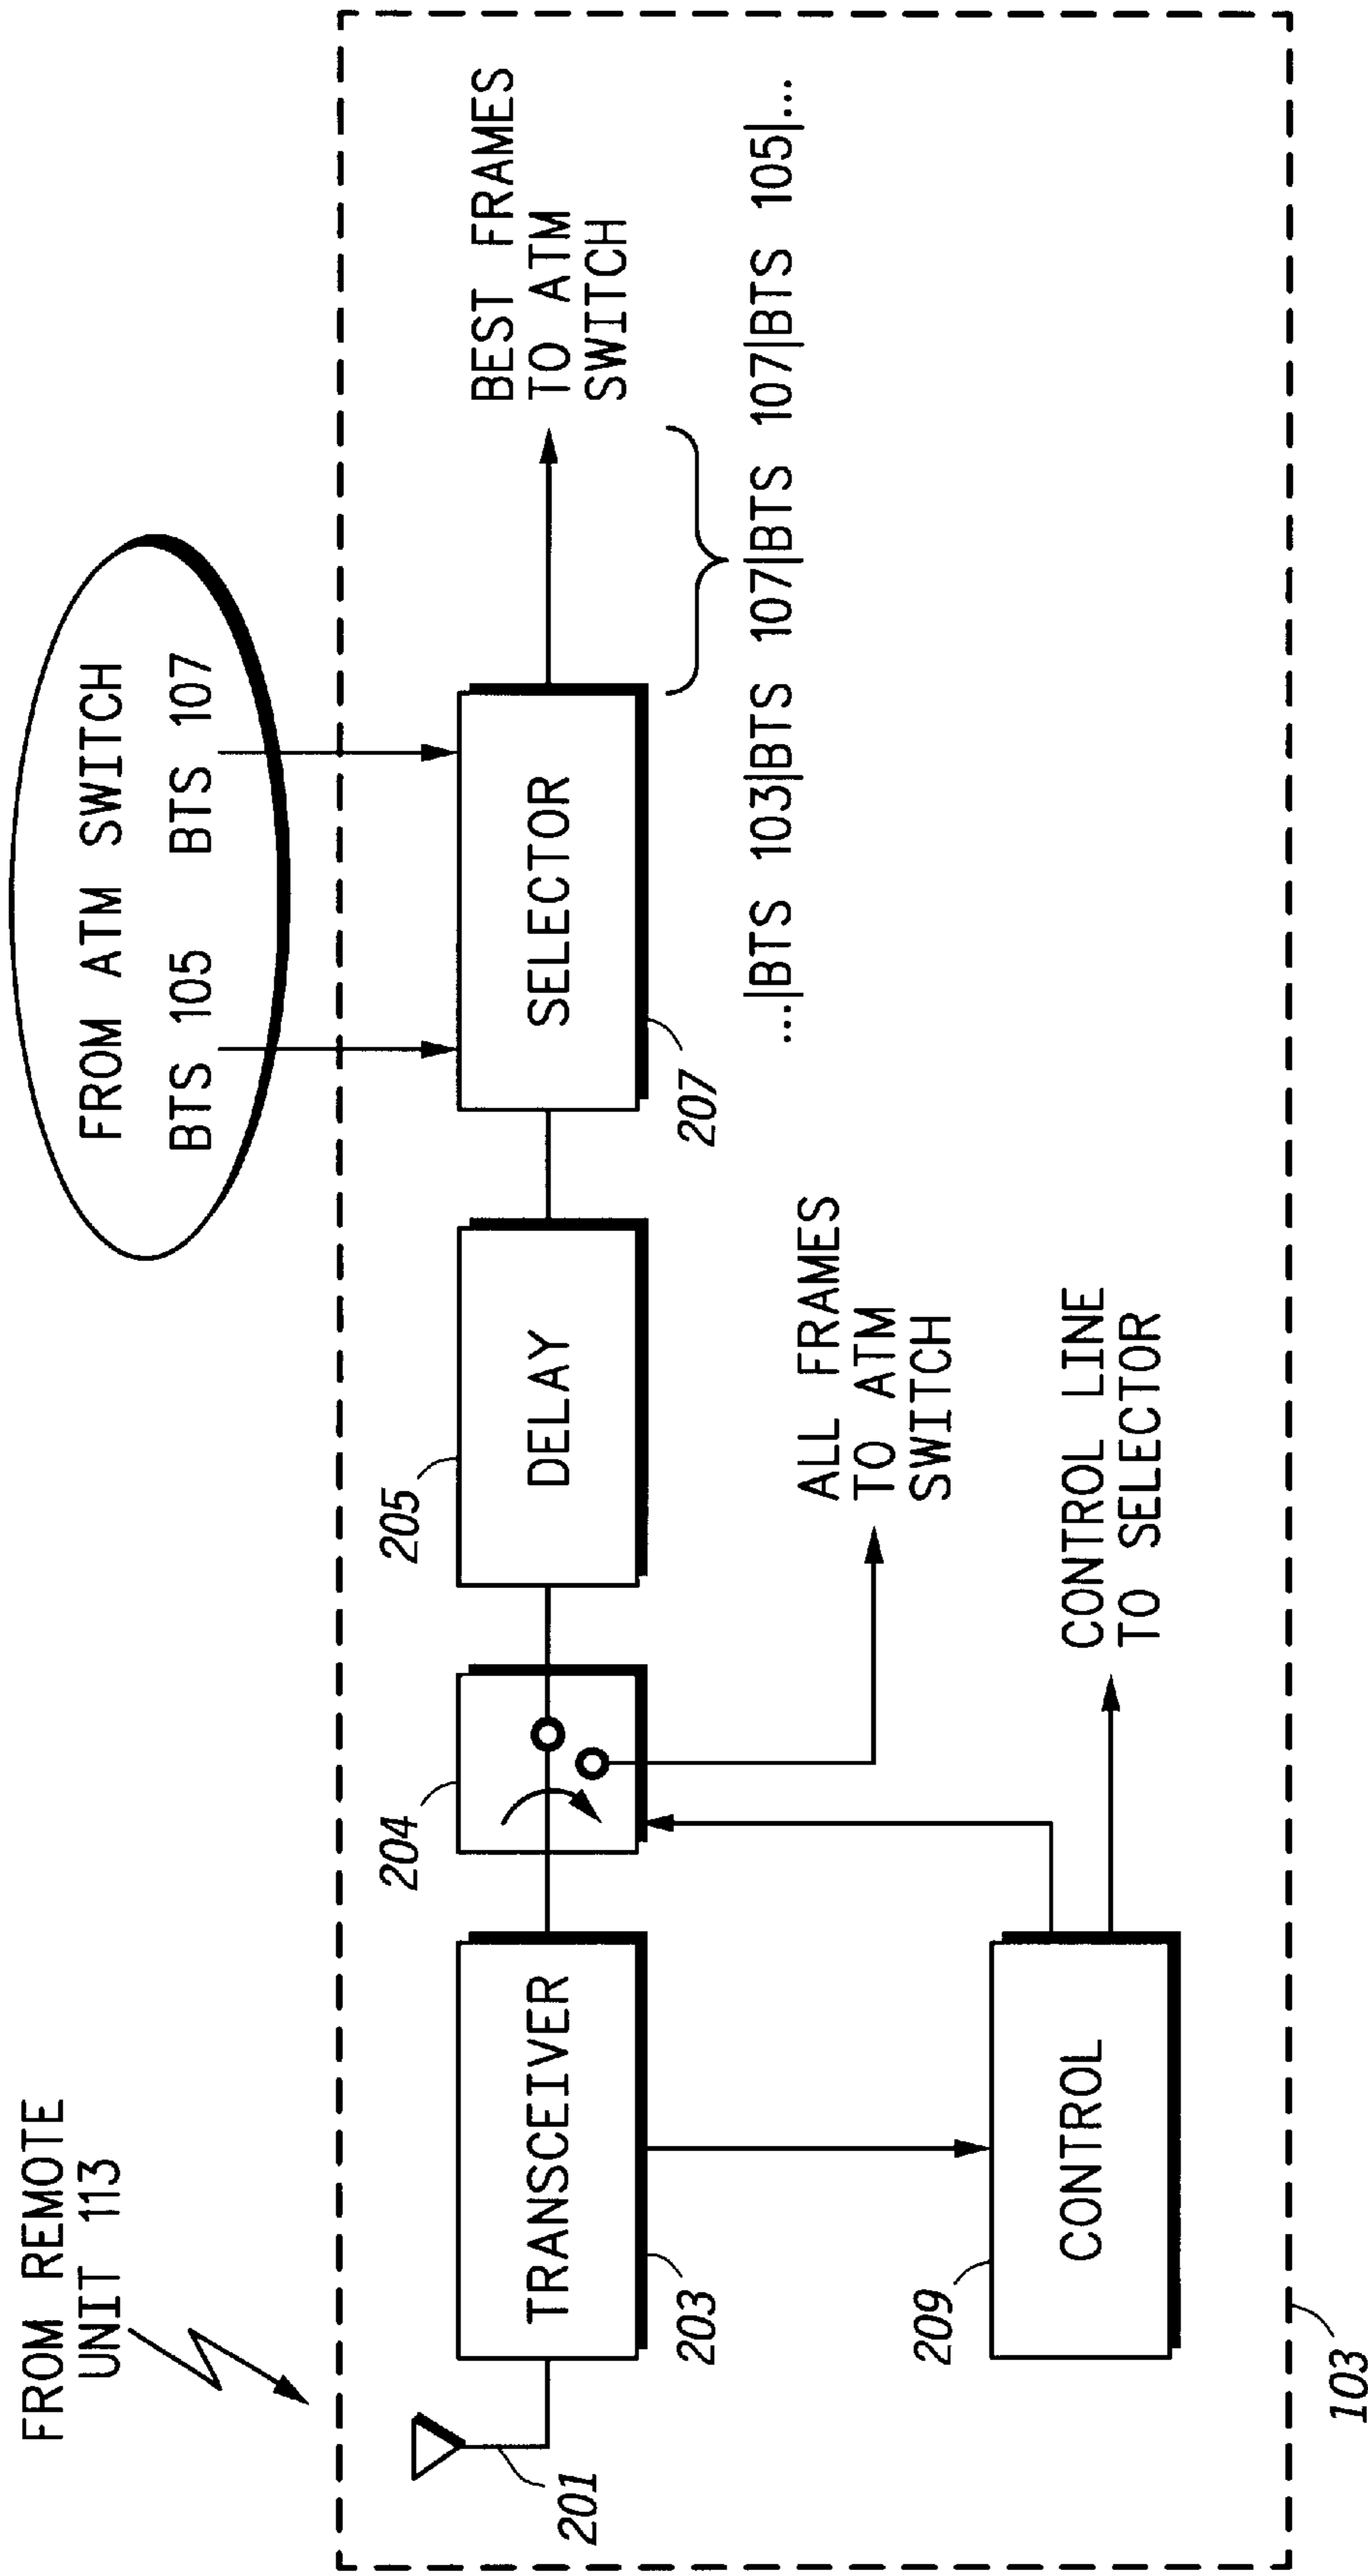 FROM REMOTE
UNIT 113
FROM ATM SWITCH
BTS 105 BTS 107
201
TRANSCEIVER
203
204
205
DELAY
SELECTOR
207
BEST FRAMES
TO ATM
SWITCH
...|BTS 103|BTS 107|BTS 107|BTS 105|...
ALL FRAMES
TO ATM
SWITCH
209
CONTROL
CONTROL LINE
TO SELECTOR
103